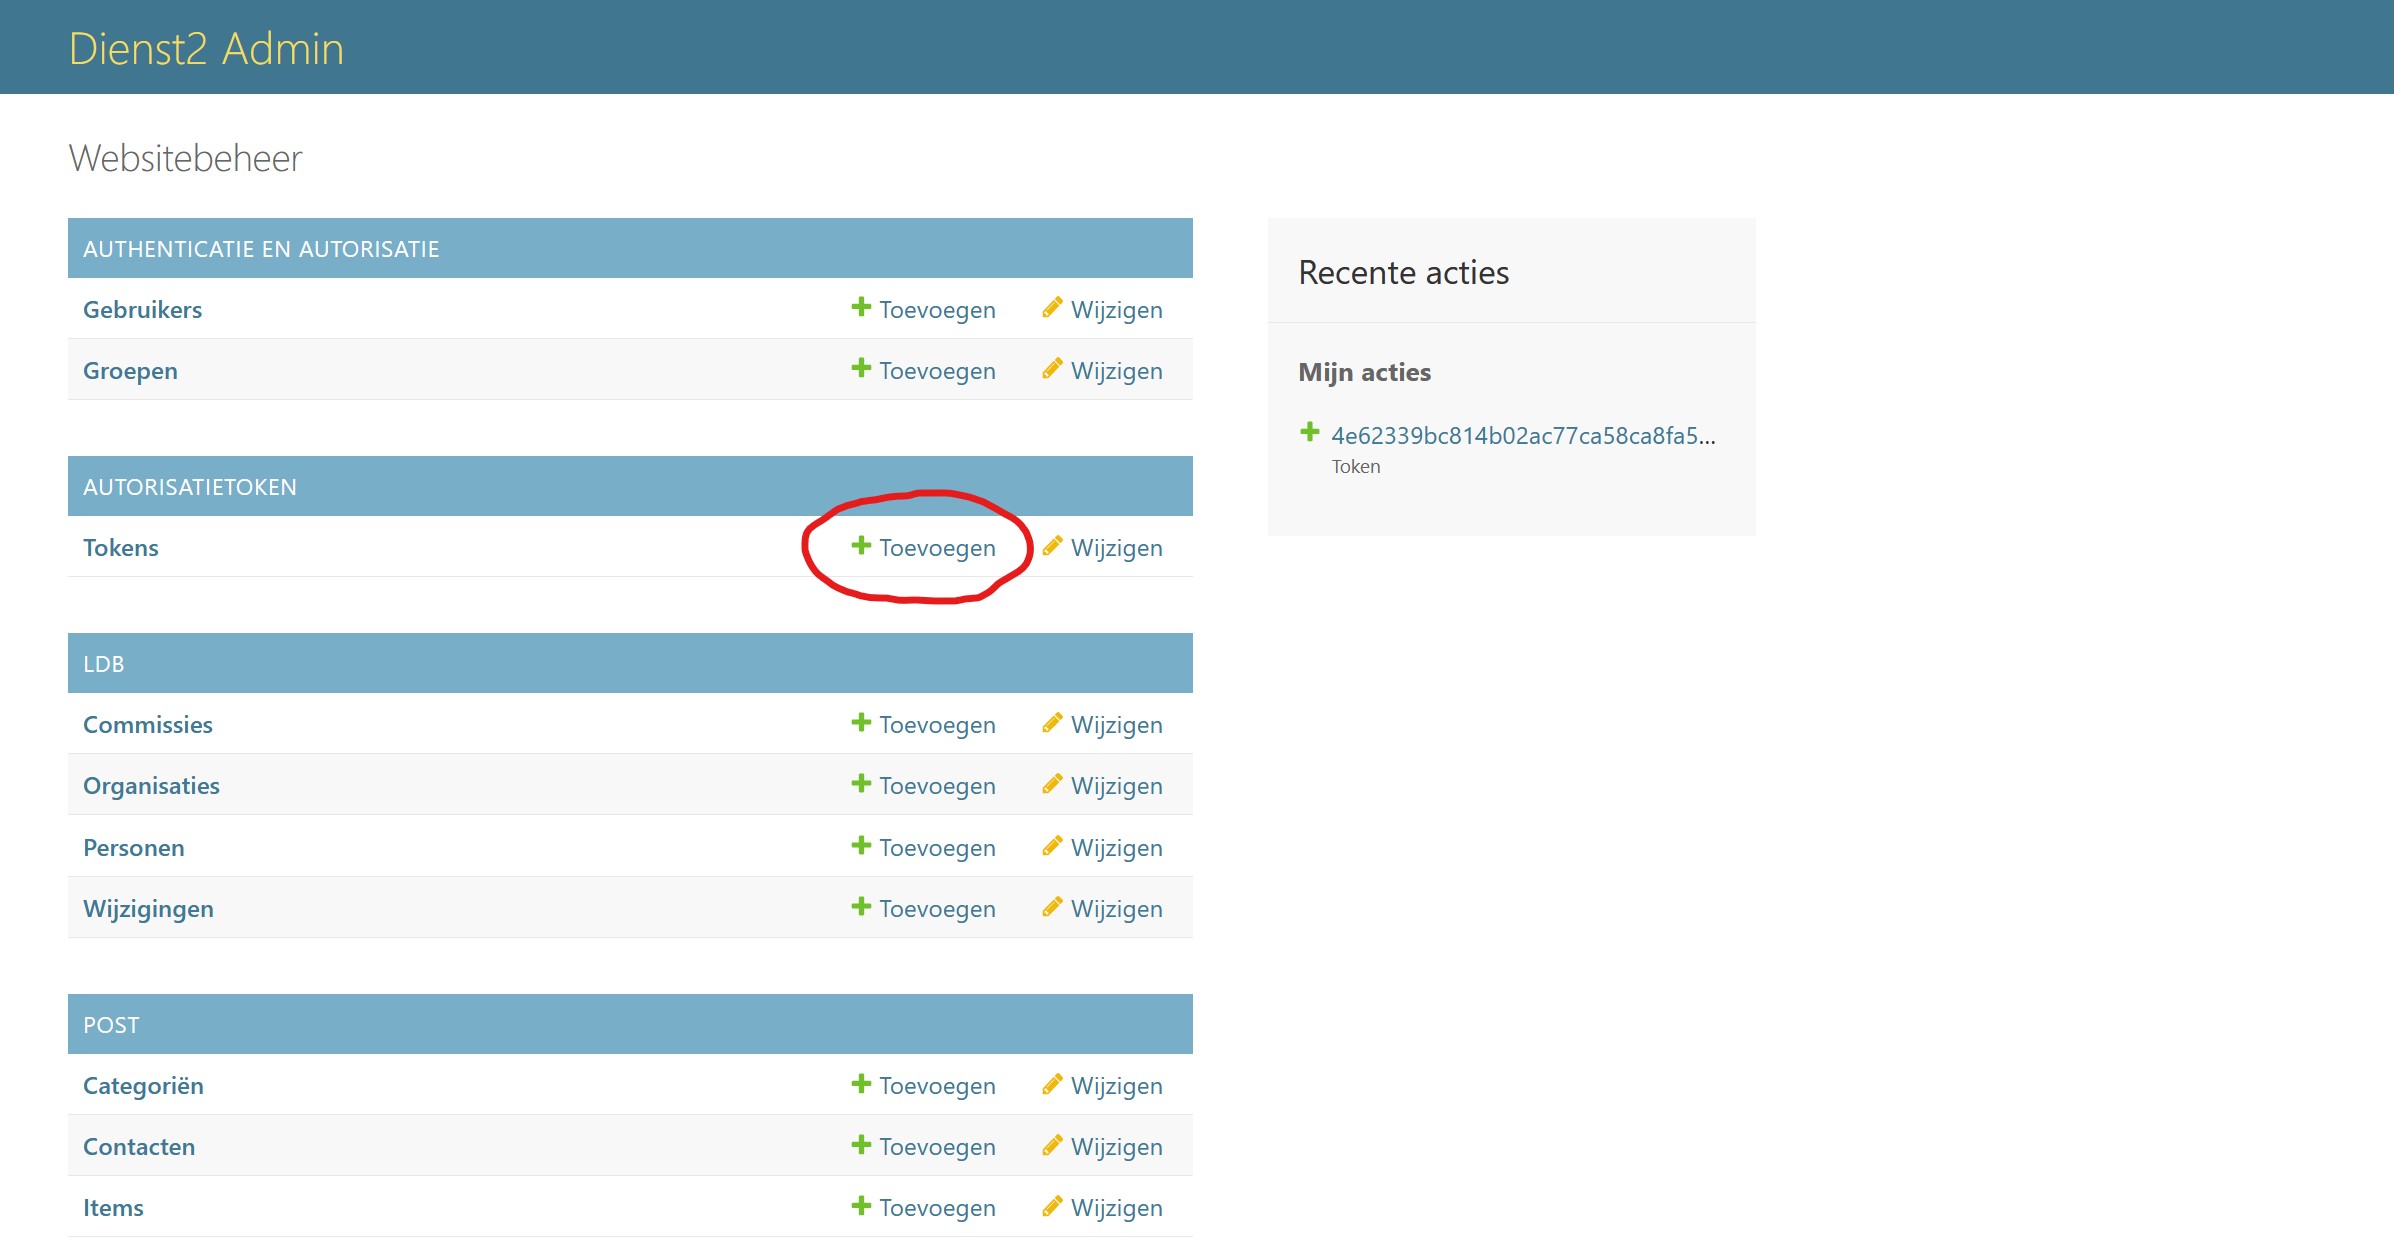 Dienst2 Admin
Websitebeheer
AUTHENTICATIE EN AUTORISATIE
Gebruikers Toevoegen Wijzigen
Groepen Toevoegen Wijzigen
AUTORISATIETOKEN
Tokens Toevoegen Wijzigen
LDB
Commissies Toevoegen Wijzigen
Organisaties Toevoegen Wijzigen
Personen Toevoegen Wijzigen
Wijzigingen Toevoegen Wijzigen
POST
Categoriën Toevoegen Wijzigen
Contacten Toevoegen Wijzigen
Items Toevoegen Wijzigen
Recente acties
Mijn acties
4e62339bc814b02ac77ca58ca8fa5...
Token